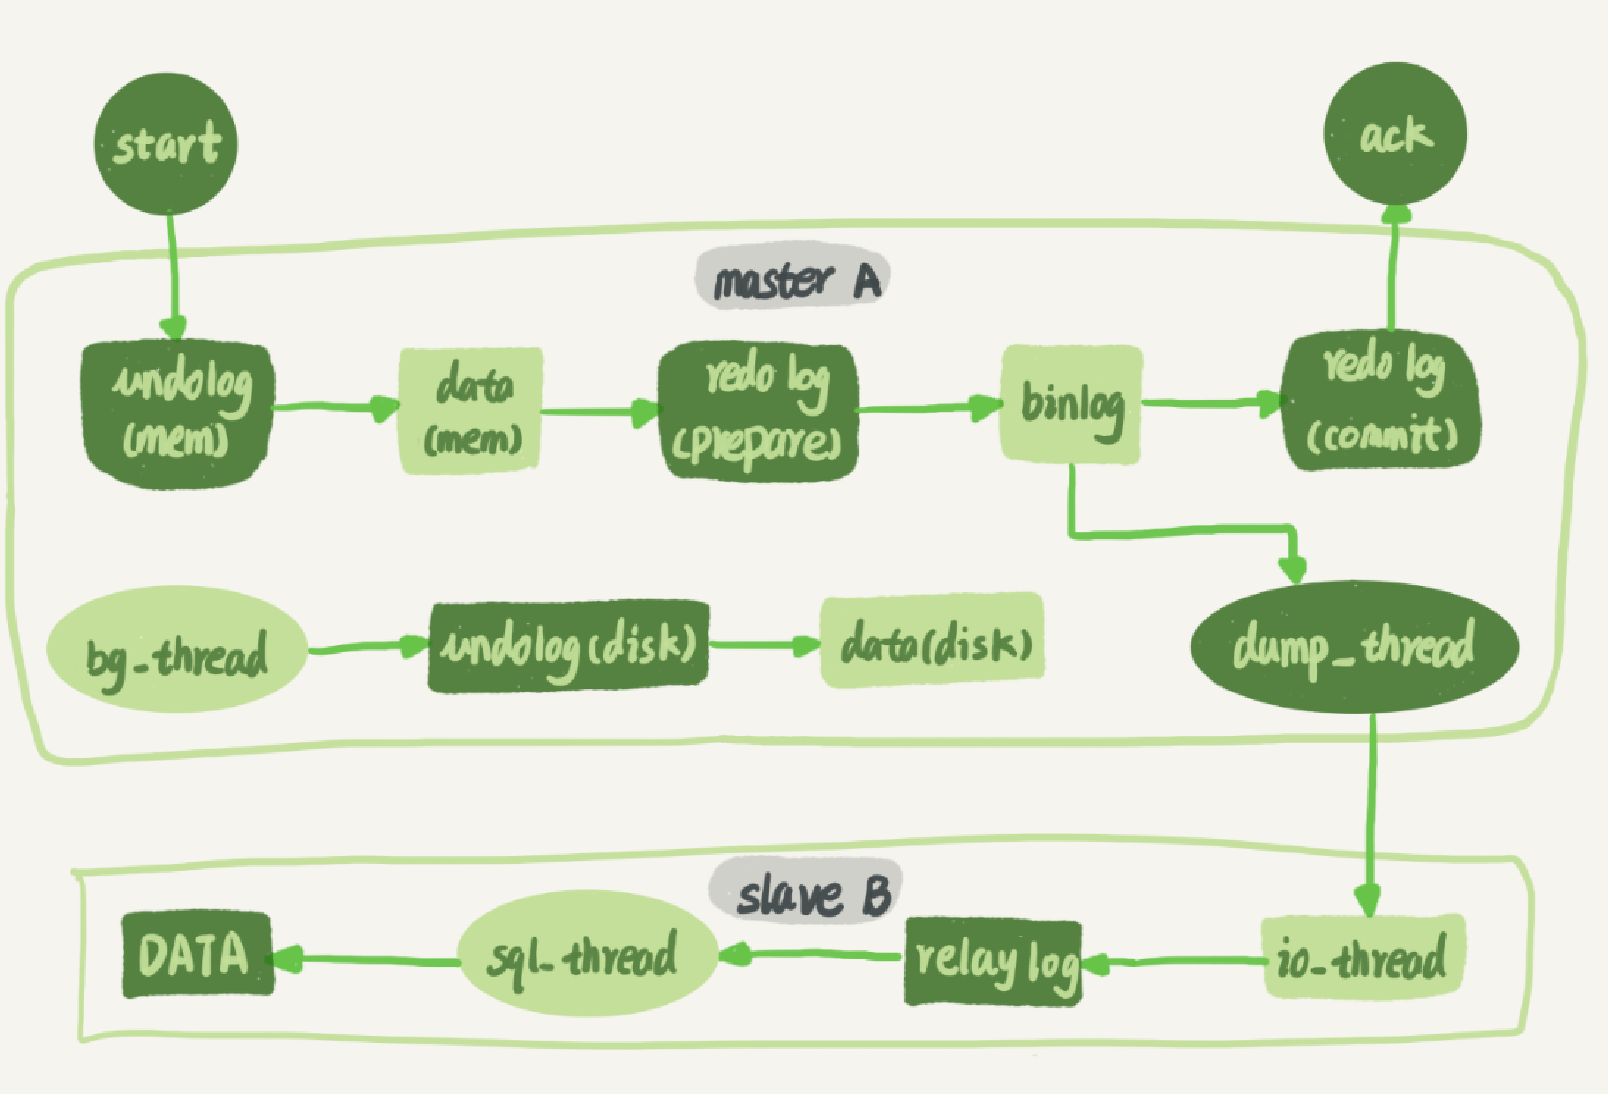 start
ack
master A
undolog
(mem)
data
(mem)
redo log
(prepare)
binlog
redo log
(commit)
bg_thread
undolog(disk)
data(disk)
dump_thread
slave B
DATA
sql_thread
relay log
io_thread